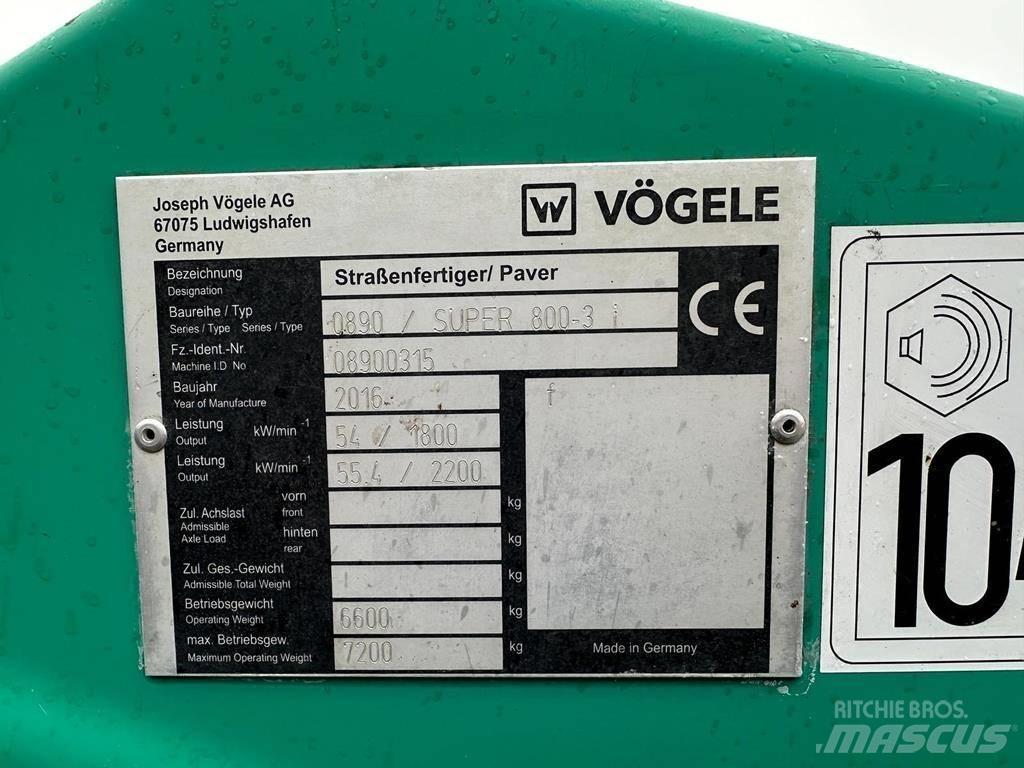 Joseph Vögele AG
67075 Ludwigshafen
Germany
VÖGELE
Bezeichnung
Designation
Straßenfertiger/ Paver
Baureihe / Typ
Series / Type Series / Type
0890 / SUPER 800-3 i
Fz.-Ident.-Nr.
Machine I.D No
08900315
CE
Baujahr
Year of Manufacture
2016
f
Leistung
Output
kW/min -1
54 / 1800
Leistung
Output
kW/min -1
55.4 / 2200
Zul. Achslast
Admissible
Axle Load
vorn
front
kg
hinten
rear
kg
Zul. Ges.-Gewicht
Admissible Total Weight
kg
Betriebsgewicht
Operating Weight
6600
kg
max. Betriebsgew.
Maximum Operating Weight
7200
kg
Made in Germany
10
RITCHIE BROS.
MASCUS